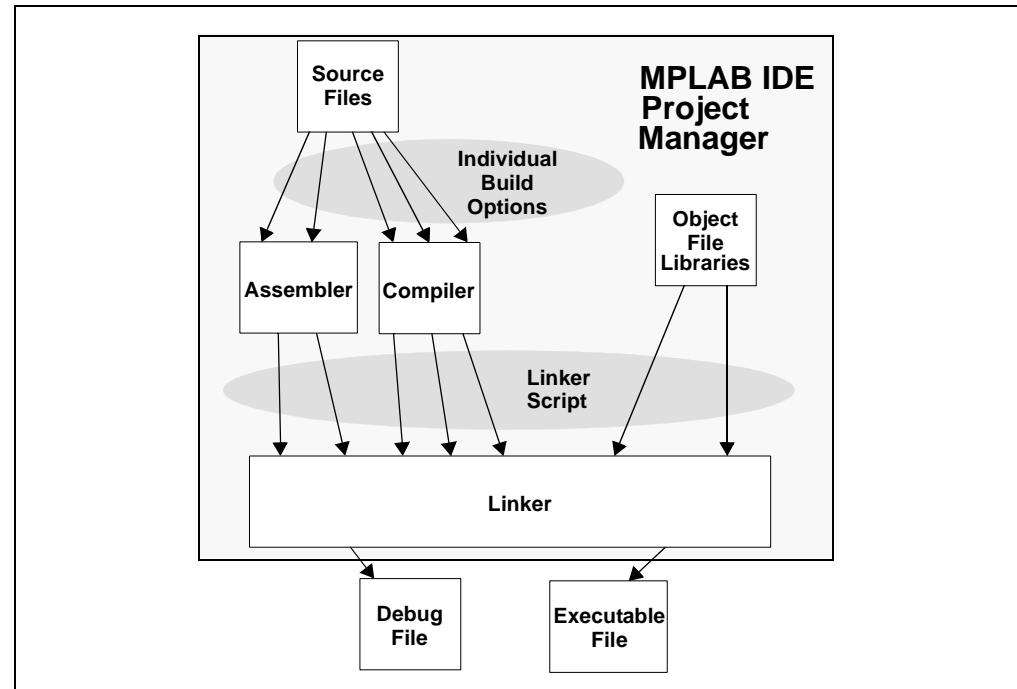 Source
Files
MPLAB IDE
Project
Manager
Individual
Build
Options
Object
File
Libraries
Assembler
Compiler
Linker
Script
Linker
Debug
File
Executable
File